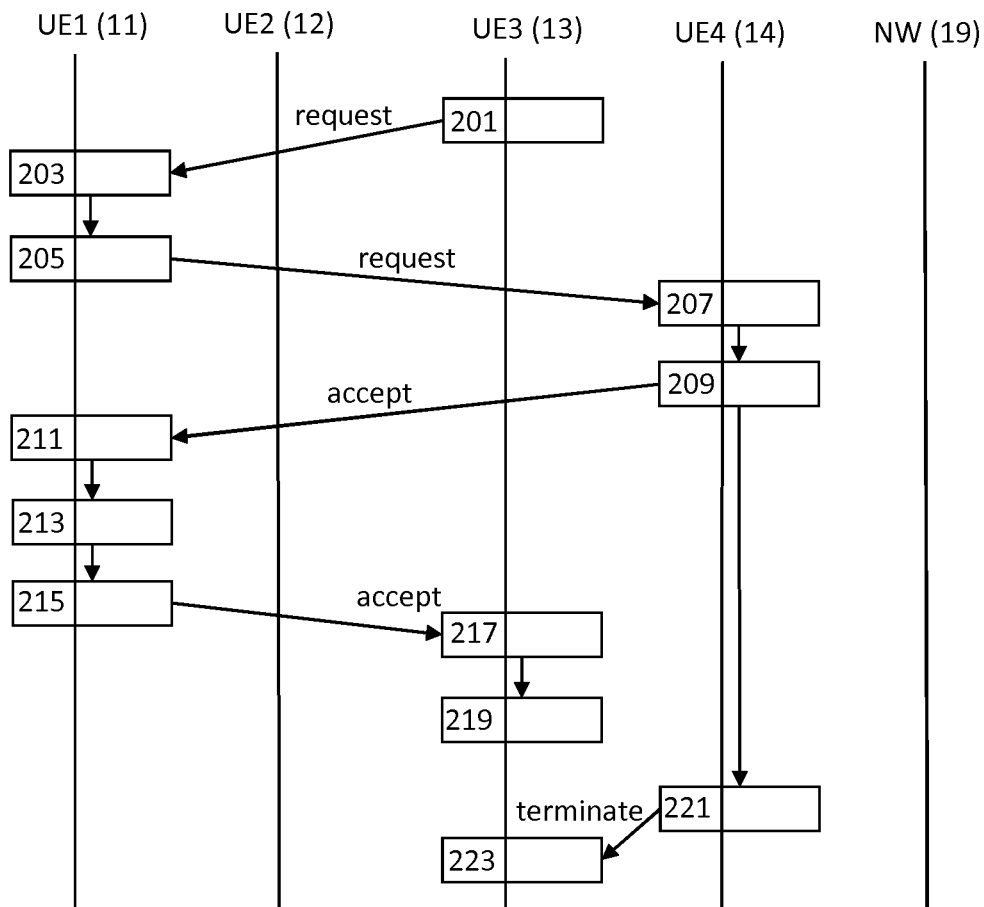 UE1 (11)
UE2 (12)
UE3 (13)
UE4 (14)
NW (19)
request
201
203
205
request
207
209
accept
211
213
215
accept
217
219
terminate
221
223